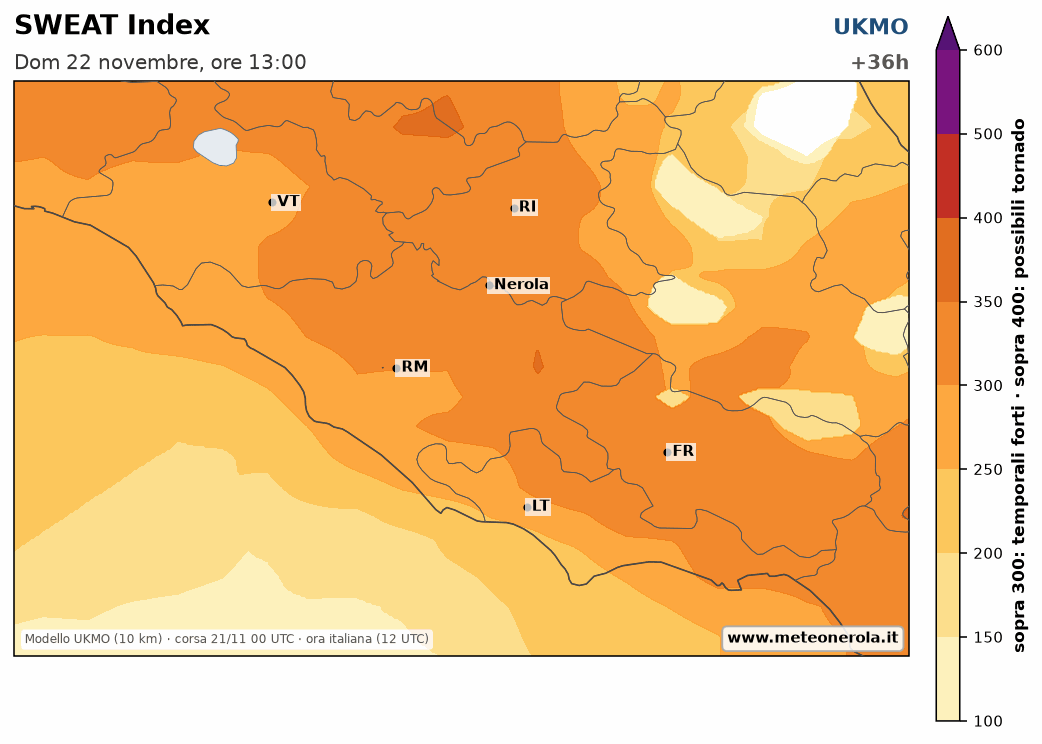 SWEAT Index
UKMO
Dom 22 novembre, ore 13:00
+36h
VT
RI
Nerola
RM
FR
LT
Modello UKMO (10 km) · corsa 21/11 00 UTC · ora italiana (12 UTC)
www.meteonerola.it
600
500
400
350
300
250
200
150
100
sopra 300: temporali forti · sopra 400: possibili tornado